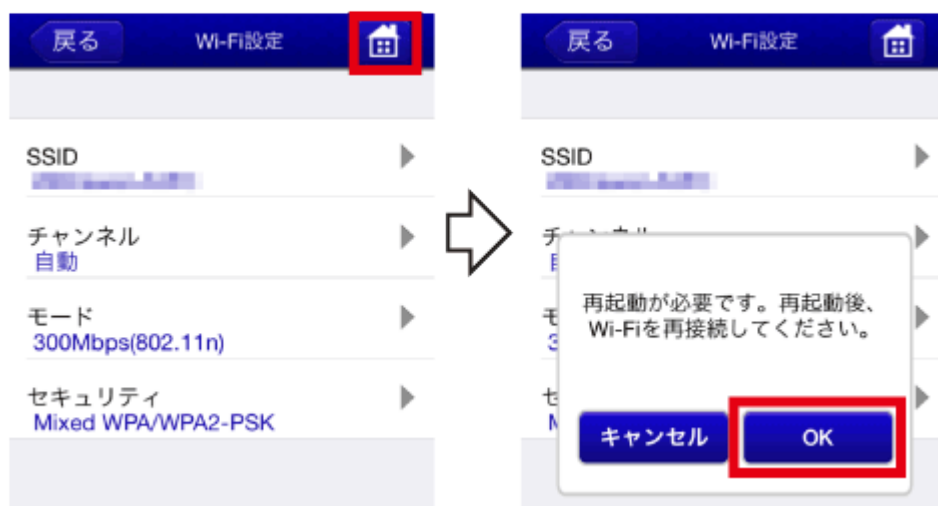 戻る
Wi-Fi設定
SSID
チャンネル
自動
モード
300Mbps(802.11n)
セキュリティ
Mixed WPA/WPA2-PSK
戻る
Wi-Fi設定
SSID
再起動が必要です。再起動後、
Wi-Fiを再接続してください。
キャンセル
OK